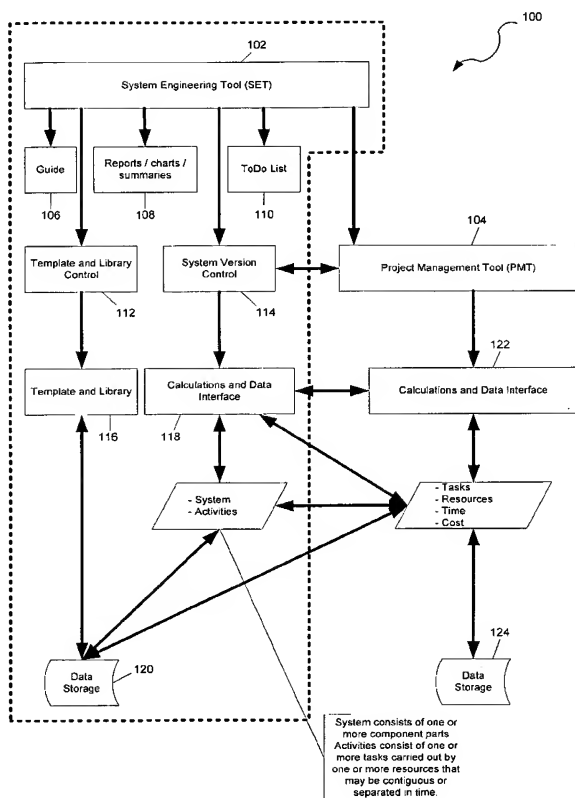 100
102
System Engineering Tool (SET)
Guide
106
Reports / charts /
summaries
108
ToDo List
110
104
Template and Library
Control
112
System Version
Control
114
Project Management Tool (PMT)
122
Template and Library
116
Calculations and Data
Interface
118
Calculations and Data Interface
- System
- Activities
- Tasks
- Resources
- Time
- Cost
Data
Storage
120
124
Data
Storage
System consists of one or
more component parts
Activities consist of one or
more tasks carried out by
one or more resources that
may be contiguous or
separated in time.